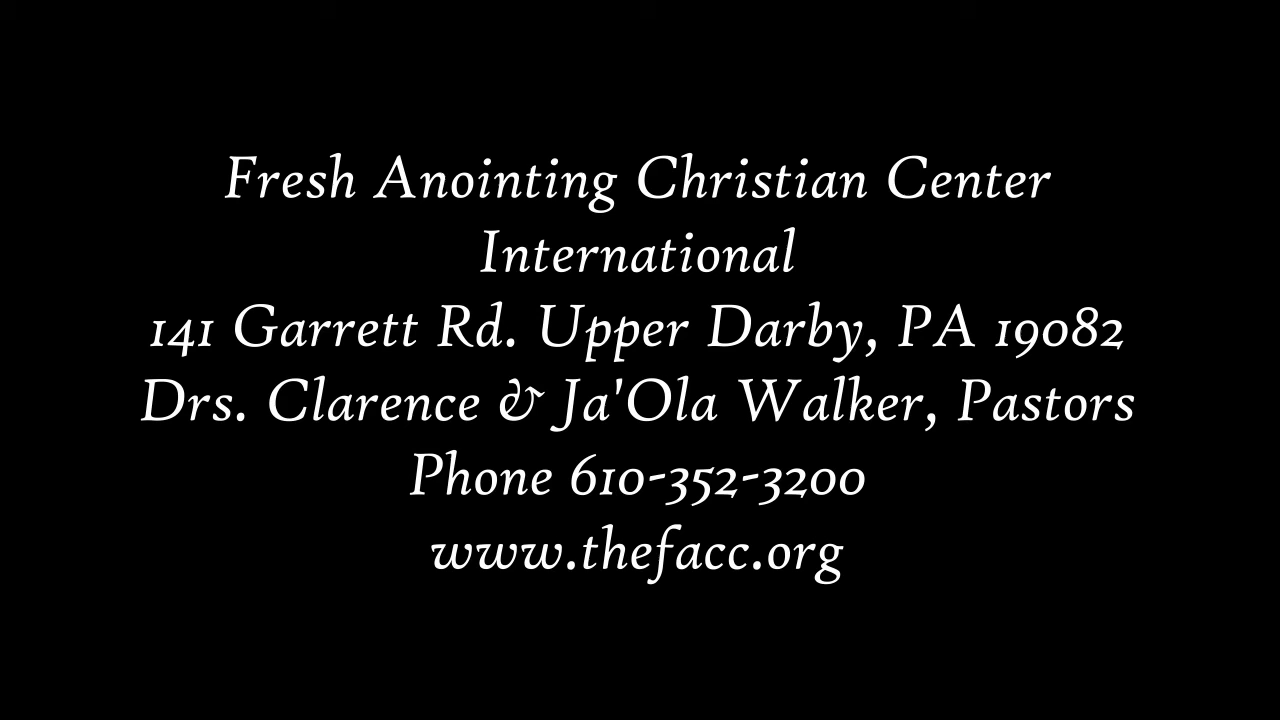 Fresh Anointing Christian Center
International
141 Garrett Rd. Upper Darby, PA 19082
Drs. Clarence & Ja'Ola Walker, Pastors
Phone 610-352-3200
www.thefacc.org